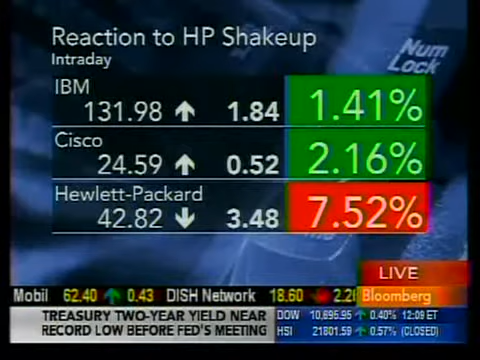 Reaction to HP Shakeup
Intraday
Num
Lock
IBM
131.98 ↑ 1.84 1.41%
Cisco
24.59 ↑ 0.52 2.16%
Hewlett-Packard
42.82 ↓ 3.48 7.52%
LIVE
Mobil 62.40 ↑ 0.43 DISH Network 18.60 ↓ 2.2
Bloomberg
TREASURY TWO-YEAR YIELD NEAR
RECORD LOW BEFORE FED'S MEETING
DOW 10,695.95 ↑ 0.40% 12:09 ET
HSI 21801.59 ↑ 0.57% (CLOSED)